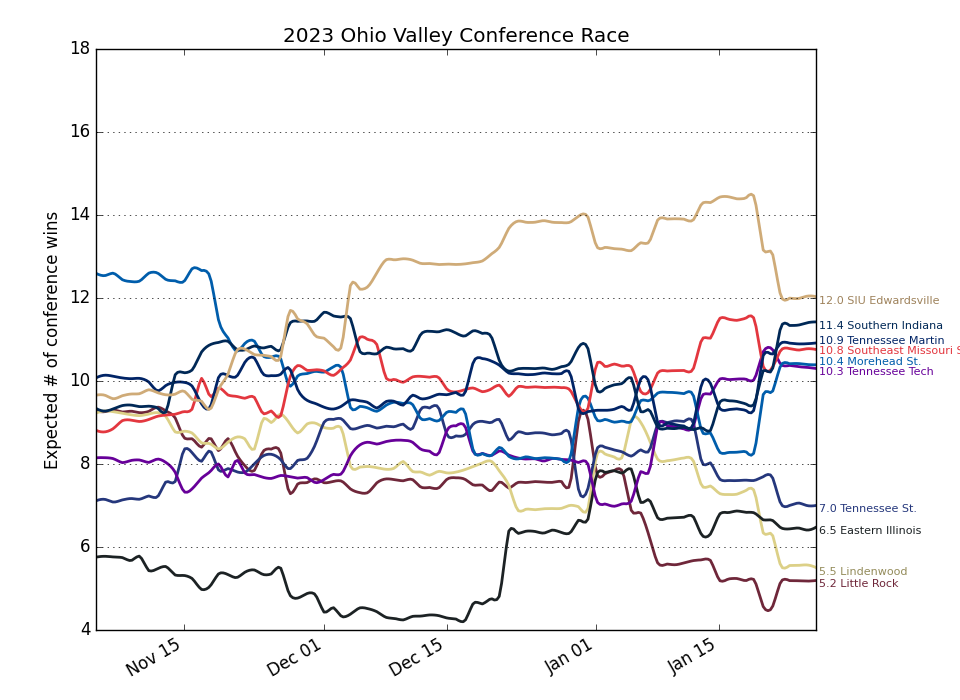 2023 Ohio Valley Conference Race
Expected # of conference wins
18
16
14
12
10
8
6
4
12.0 SIU Edwardsville
11.4 Southern Indiana
10.9 Tennessee Martin
10.8 Southeast Missouri S
10.4 Morehead St.
10.3 Tennessee Tech
7.0 Tennessee St.
6.5 Eastern Illinois
5.5 Lindenwood
5.2 Little Rock
Nov 15
Dec 01
Dec 15
Jan 01
Jan 15